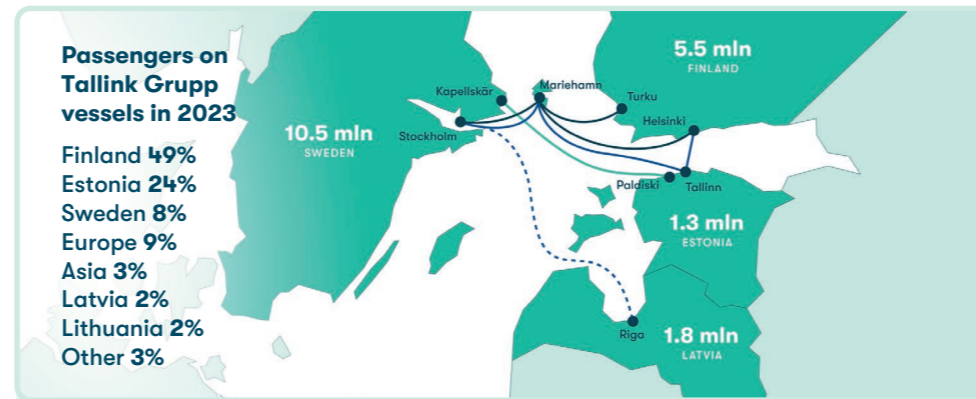 Passengers on
Tallink Grupp
vessels in 2023
Finland 49%
Estonia 24%
Sweden 8%
Europe 9%
Asia 3%
Latvia 2%
Lithuania 2%
Other 3%
10.5 mln
SWEDEN
5.5 mln
FINLAND
Kapellskär
Mariehamn
Turku
Helsinki
Stockholm
Paldiski
Tallinn
1.3 mln
ESTONIA
Riga
1.8 mln
LATVIA